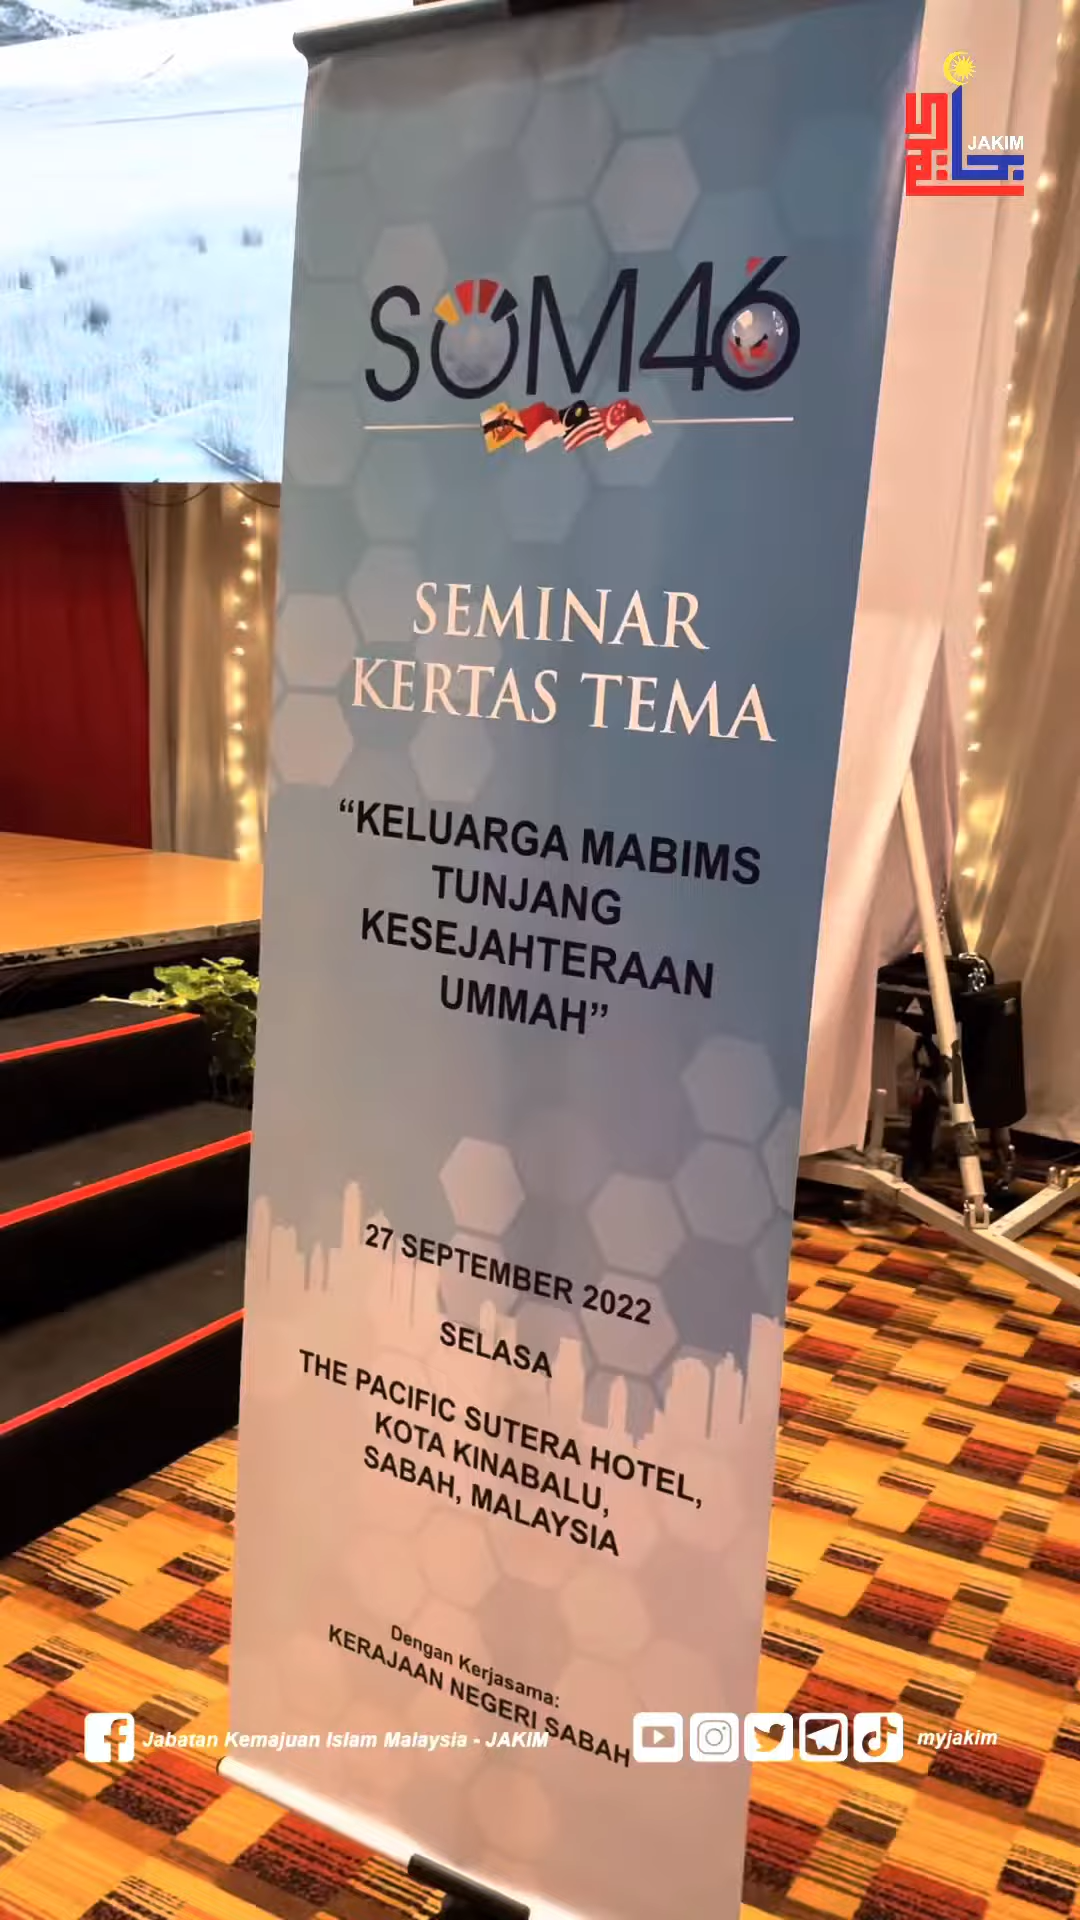 JAKIM
SOM46
SEMINAR
KERTAS TEMA
“KELUARGA MABIMS
TUNJANG
KESEJAHTERAAN
UMMAH”
27 SEPTEMBER 2022
SELASA
THE PACIFIC SUTERA HOTEL,
KOTA KINABALU,
SABAH, MALAYSIA
Dengan Kerjasama:
KERAJAAN NEGERI SABAH
Jabatan Kemajuan Islam Malaysia - JAKIM
myjakim